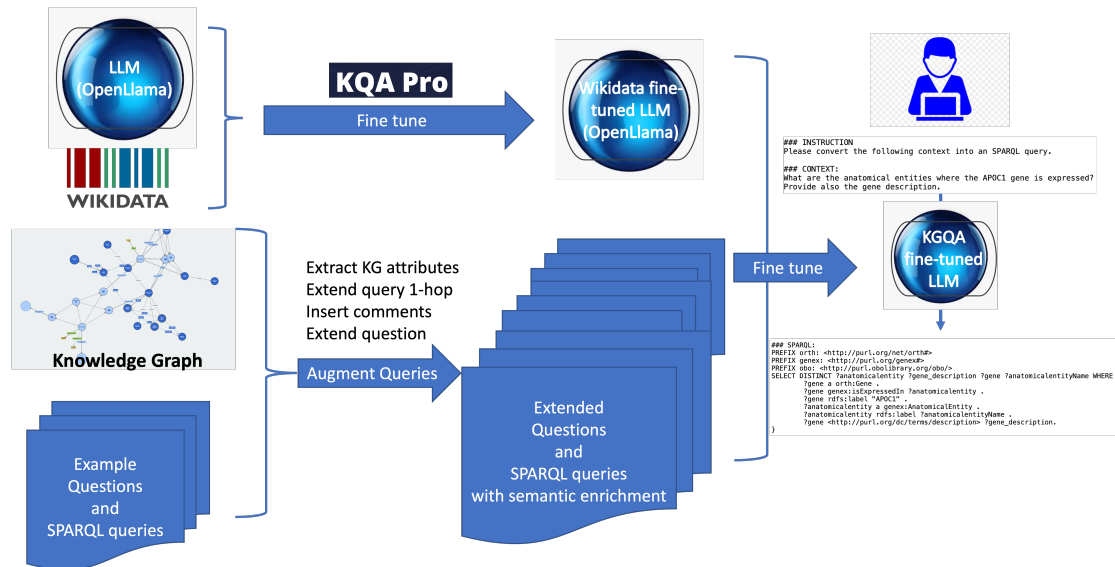 LLM
(OpenLlama)
WIKIDATA
KQA Pro
Fine tune
Wikidata fine-
tuned LLM
(OpenLlama)
Knowledge Graph
Example
Questions
and
SPARQL queries
Extract KG attributes
Extend query 1-hop
Insert comments
Extend question
Augment Queries
Extended
Questions
and
SPARQL queries
with semantic enrichment
Fine tune
### INSTRUCTION
Please convert the following context into an SPARQL query.
### CONTEXT:
What are the anatomical entities where the APOC1 gene is expressed?
Provide also the gene description.
KGQA
fine-tuned
LLM
### SPARQL:
PREFIX orth: <http://purl.org/net/orth#>
PREFIX genex: <http://purl.org/genex#>
PREFIX obo: <http://purl.obolibrary.org/obo/>
SELECT DISTINCT ?anatomicalentity ?gene_description ?gene ?anatomicalentityName WHERE
?gene a orth:Gene .
?gene genex:isExpressedIn ?anatomicalentity .
?gene rdfs:label "APOC1" .
?anatomicalentity a genex:AnatomicalEntity .
?anatomicalentity rdfs:label ?anatomicalentityName .
?gene <http://purl.org/dc/terms/description> ?gene_description.
}